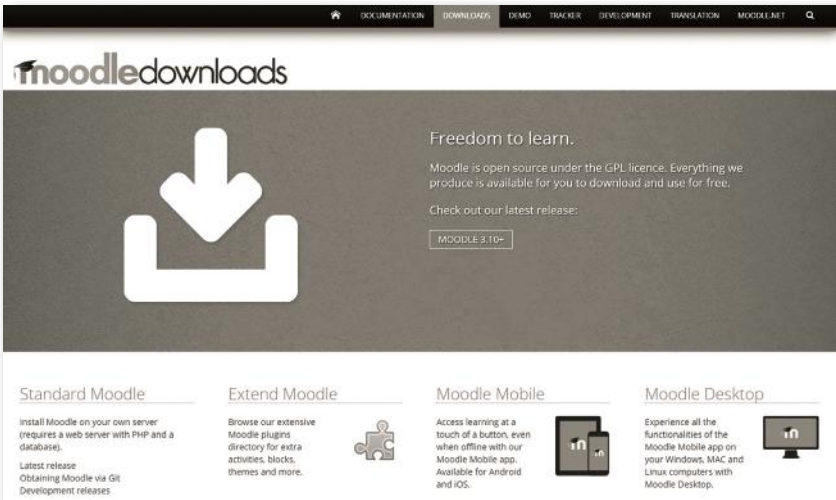 DOCUMENTATION DOWNLOADS DEMO TRACKER DEVELOPMENT TRANSLATION MOODLE.NET
moodledownloads
Freedom to learn.
Moodle is open source under the GPL licence. Everything we
produce is available for you to download and use for free.
Check out our latest release:
MOODLE 3.10+
Standard Moodle
Install Moodle on your own server
(requires a web server with PHP and a
database).
Latest release
Obtaining Moodle via Git
Development releases
Extend Moodle
Browse our extensive
Moodle plugins
directory for extra
activities, blocks,
themes and more.
Moodle Mobile
Access learning at a
touch of a button, even
when offline with our
Moodle Mobile app.
Available for Android
and iOS.
m
m
Moodle Desktop
Experience all the
functionalities of the
Moodle Mobile app on
your Windows, MAC and
Linux computers with
Moodle Desktop.
m